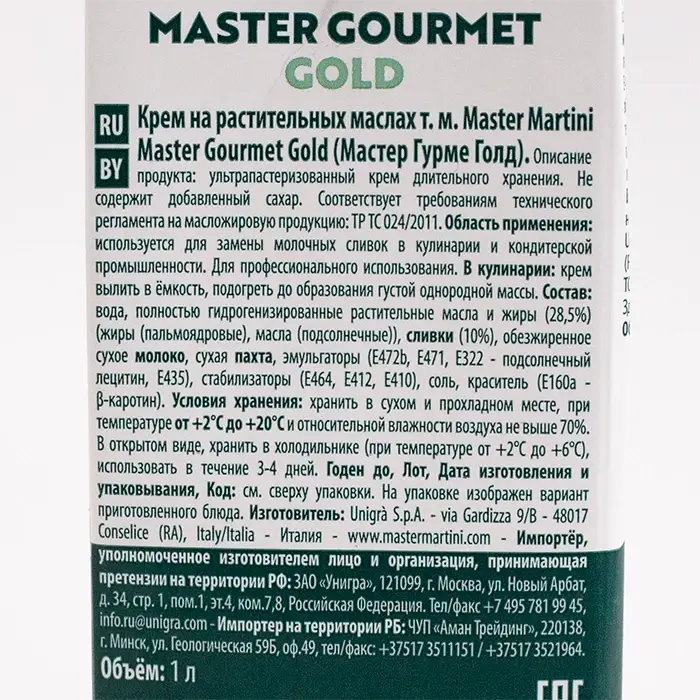 MASTER GOURMET
GOLD
RU
BY
Крем на растительных маслах т. м. Master Martini
Master Gourmet Gold (Мастер Гурме Голд). Описание
продукта: ультрапастеризованный крем длительного хранения. Не
содержит добавленный сахар. Соответствует требованиям технического
регламента на масложировую продукцию: ТР ТС 024/2011. Область применения:
используется для замены молочных сливок в кулинарии и кондитерской
промышленности. Для профессионального использования. В кулинарии: крем
вылить в ёмкость, подогреть до образования густой однородной массы. Состав:
вода, полностью гидрогенизированные растительные масла и жиры (28,5%)
(жиры (пальмоядровые), масла (подсолнечные)), сливки (10%), обезжиренное
сухое молоко, сухая пахта, эмульгаторы (Е472b, Е471, Е322 - подсолнечный
лецитин, Е435), стабилизаторы (Е464, Е412, Е410), соль, краситель (Е160а -
β-каротин). Условия хранения: хранить в сухом и прохладном месте, при
температуре от +2°С до +20°С и относительной влажности воздуха не выше 70%.
В открытом виде, хранить в холодильнике (при температуре от +2°С до +6°С),
использовать в течение 3-4 дней. Годен до, Лот, Дата изготовления и
упаковывания, Код: см. сверху упаковки. На упаковке изображен вариант
приготовленного блюда. Изготовитель: Unigrà S.p.A. - via Gardizza 9/B - 48017
Conselice (RA), Italy/Italia - Италия - www.mastermartini.com - Импортёр,
уполномоченное изготовителем лицо и организация, принимающая
претензии на территории РФ: ЗАО «Унигра», 121099, г. Москва, ул. Новый Арбат,
д. 34, стр. 1, пом.1, эт.4, ком.7,8, Российская Федерация. Тел/факс +7 495 781 99 45,
info.ru@unigra.com - Импортер на территории РБ: ЧУП «Аман Трейдинг», 220138,
г. Минск, ул. Геологическая 59Б, оф.49, тел/факс: +37517 3511151 / +37517 3521964.
Объём: 1 л